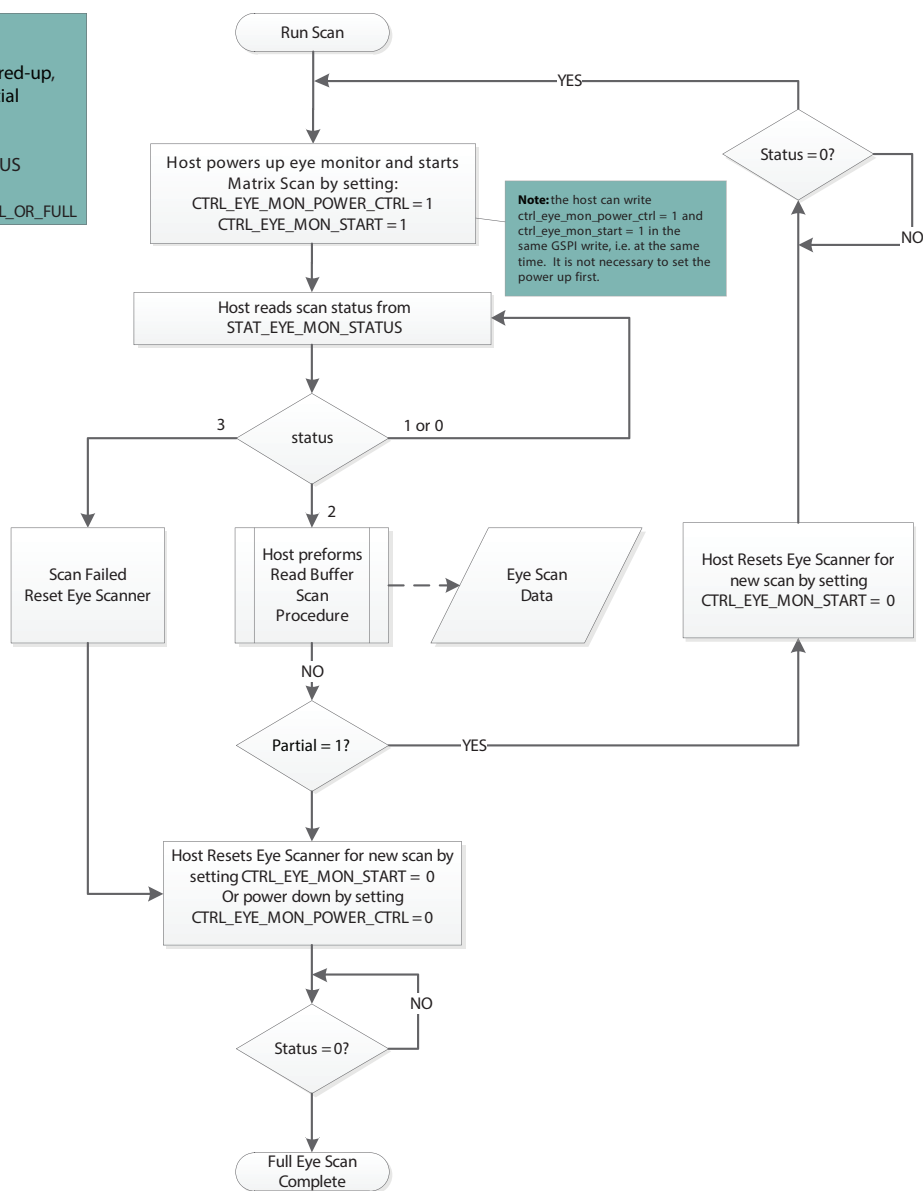 Run Scan
red-up,
tial
US
L_OR_FULL
YES
Status = 0?
NO
Host powers up eye monitor and starts
Matrix Scan by setting:
CTRL_EYE_MON_POWER_CTRL = 1
CTRL_EYE_MON_START = 1
Note: the host can write
ctrl_eye_mon_power_ctrl = 1 and
ctrl_eye_mon_start = 1 in the
same GSPI write, i.e. at the same
time. It is not necessary to set the
power up first.
Host reads scan status from
STAT_EYE_MON_STATUS
3
status
1 or 0
2
Scan Failed
Reset Eye Scanner
Host preforms
Read Buffer
Scan
Procedure
Eye Scan
Data
Host Resets Eye Scanner for
new scan by setting
CTRL_EYE_MON_START = 0
NO
Partial = 1?
YES
Host Resets Eye Scanner for new scan by
setting CTRL_EYE_MON_START = 0
Or power down by setting
CTRL_EYE_MON_POWER_CTRL = 0
NO
Status = 0?
Full Eye Scan
Complete